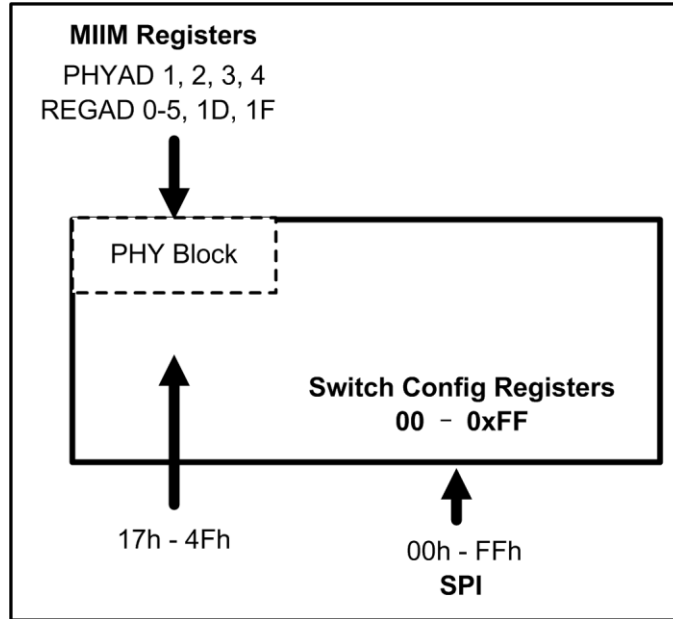 MIIM Registers
PHYAD 1, 2, 3, 4
REGAD 0-5, 1D, 1F
PHY Block
Switch Config Registers
00 – 0xFF
17h - 4Fh
00h - FFh
SPI